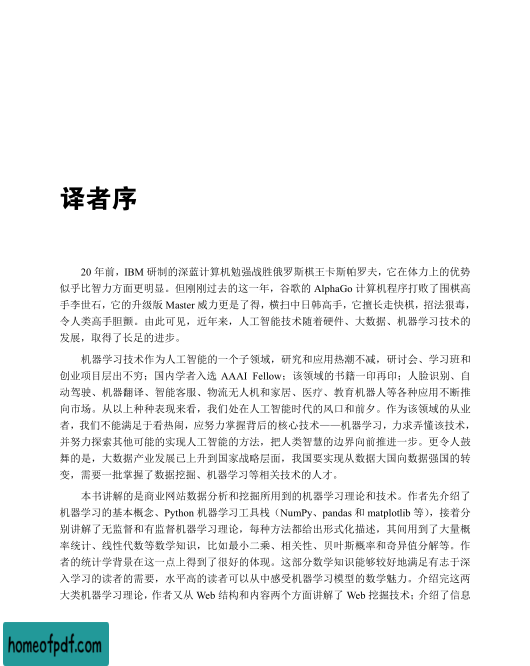 译者序
20 年前，IBM 研制的深蓝计算机勉强战胜俄罗斯棋王卡斯帕罗夫，它在体力上的优势
似乎比智力方面更明显。但刚刚过去的这一年，谷歌的 AlphaGo 计算机程序打败了围棋高
手李世石，它的升级版 Master 威力更是了得，横扫中日韩高手，它擅长走快棋，招法狠毒，
令人类高手胆颤。由此可见，近年来，人工智能技术随着硬件、大数据、机器学习技术的
发展，取得了长足的进步。
机器学习技术作为人工智能的一个子领域，研究和应用热潮不减，研讨会、学习班和
创业项目层出不穷；国内学者入选 AAAI Fellow；该领域的书籍一印再印；人脸识别、自
动驾驶、机器翻译、智能客服、物流无人机和家居、医疗、教育机器人等各种应用不断推
向市场。从以上种种表现来看，我们处在人工智能时代的风口和前夕。作为该领域的从业
者，我们不能满足于看热闹，应努力掌握背后的核心技术——机器学习，力求弄懂该技术，
并努力探索其他可能的实现人工智能的方法，把人类智慧的边界向前推进一步。更令人鼓
舞的是，大数据产业发展已上升到国家战略层面，我国要实现从数据大国向数据强国的转
变，需要一批掌握了数据挖掘、机器学习等相关技术的人才。
本书讲解的是商业网站数据分析和挖掘所用到的机器学习理论和技术。作者先介绍了
机器学习的基本概念、Python 机器学习工具栈（NumPy、pandas 和 matplotlib 等），接着分
别讲解了无监督和有监督机器学习理论，每种方法都给出形式化描述，其间用到了大量概
率统计、线性代数等数学知识，比如最小二乘、相关性、贝叶斯概率和奇异值分解等。作
者的统计学背景在这一点上得到了很好的体现。这部分数学知识能够较好地满足有志于深
入学习的读者的需要，水平高的读者可以从中感受机器学习模型的数学魅力。介绍完这两
大类机器学习理论，作者又从 Web 结构和内容两个方面讲解了 Web 挖掘技术；介绍了信息
homeofpdf.com